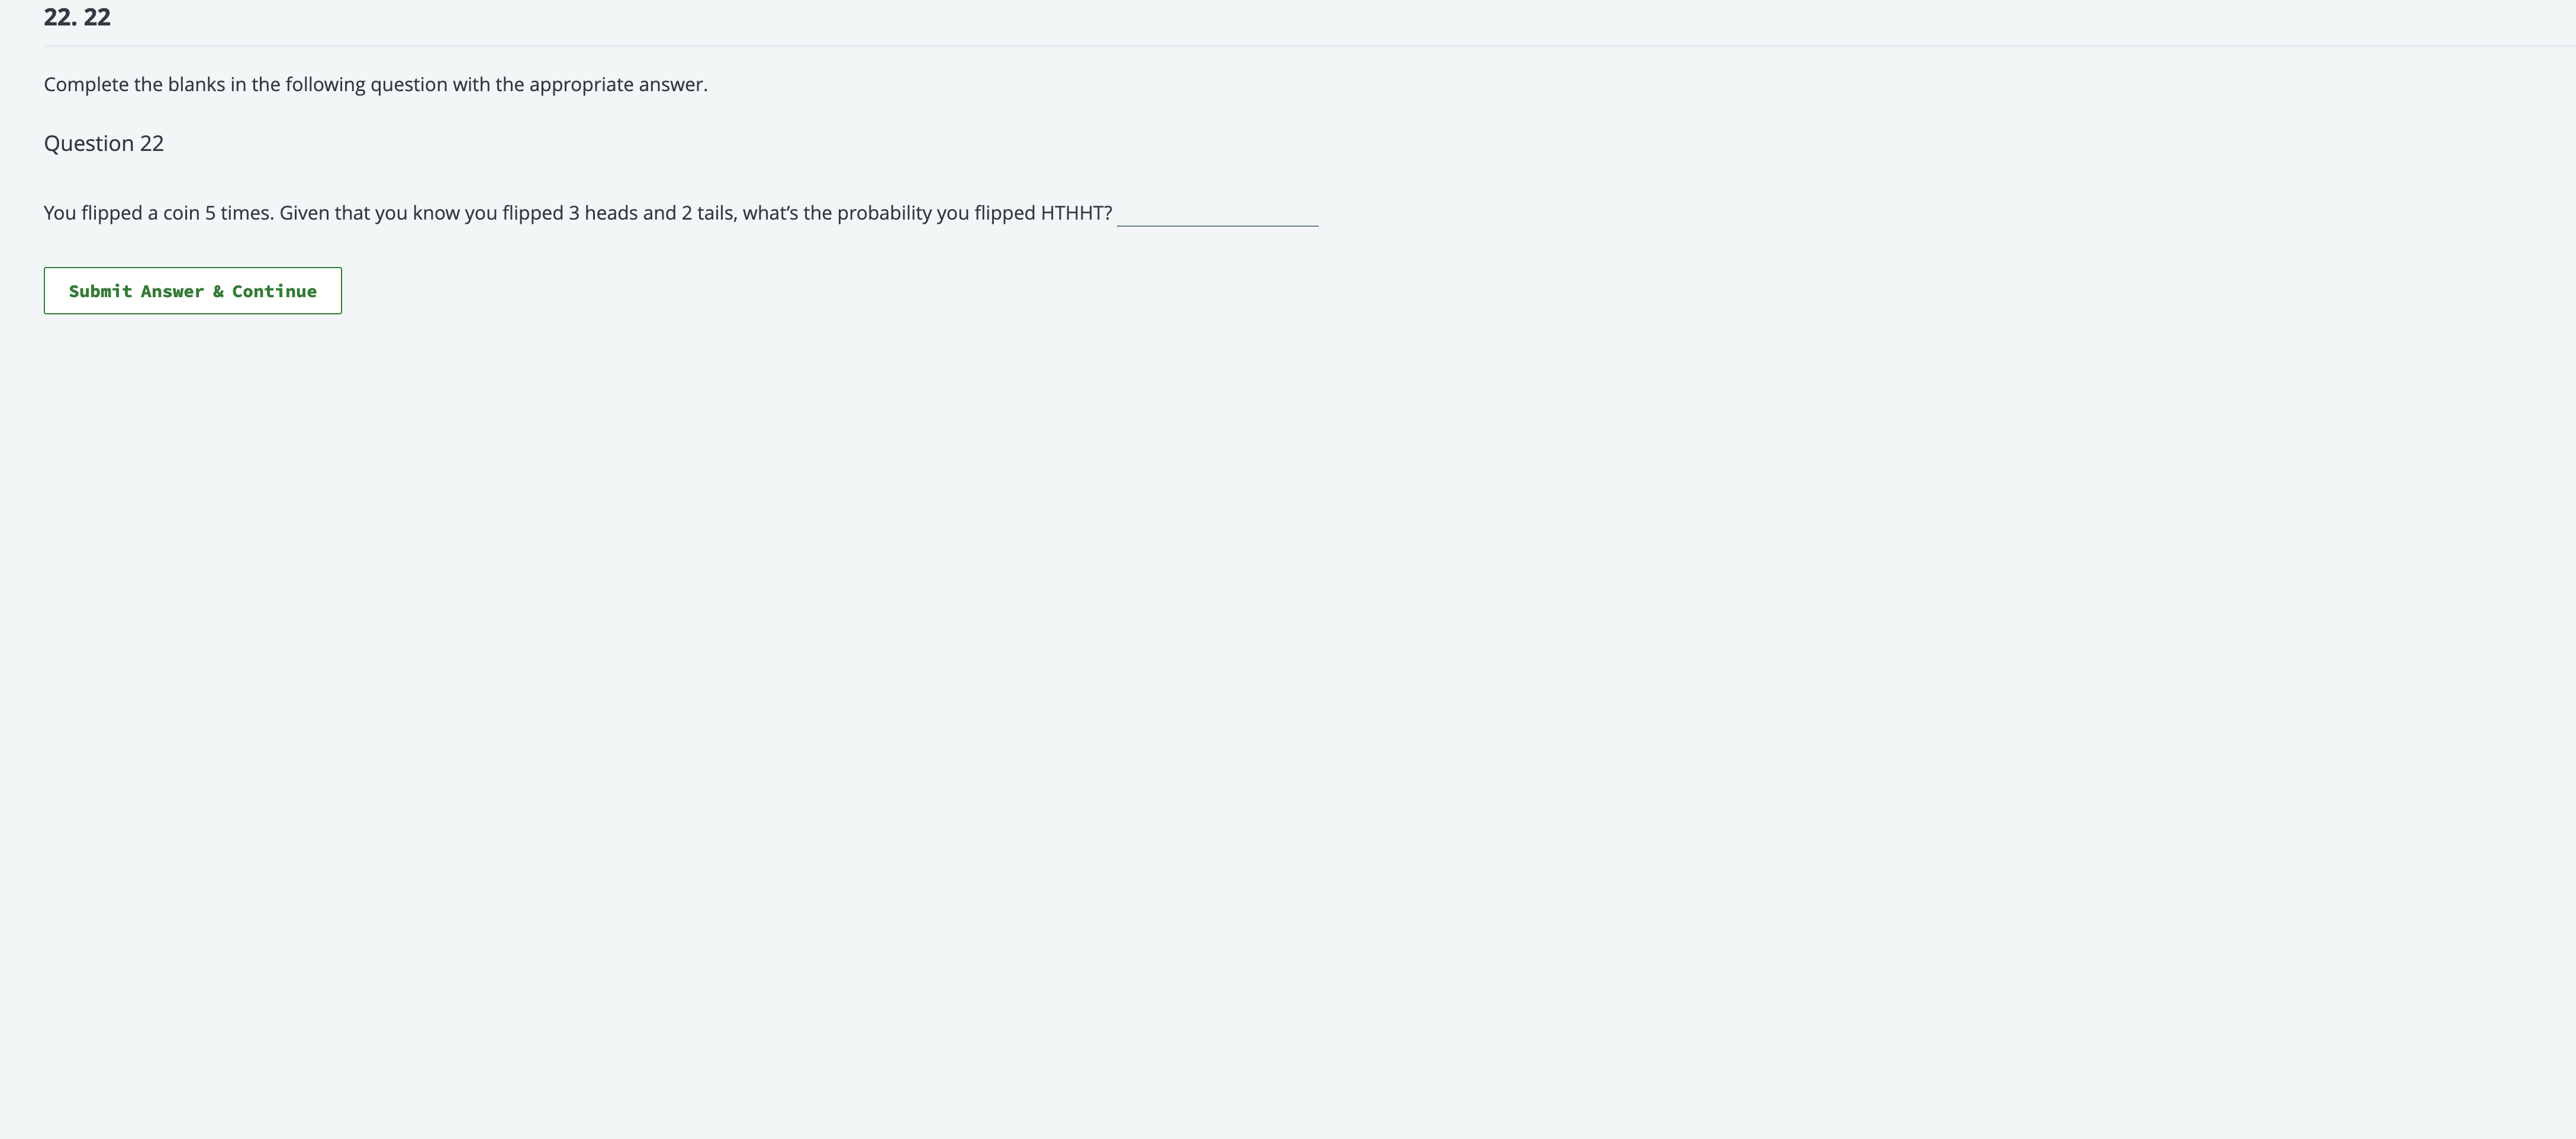 22. 22
Complete the blanks in the following question with the appropriate answer.
Question 22
You flipped a coin 5 times. Given that you know you flipped 3 heads and 2 tails, what’s the probability you flipped HTHHT?
Submit Answer & Continue